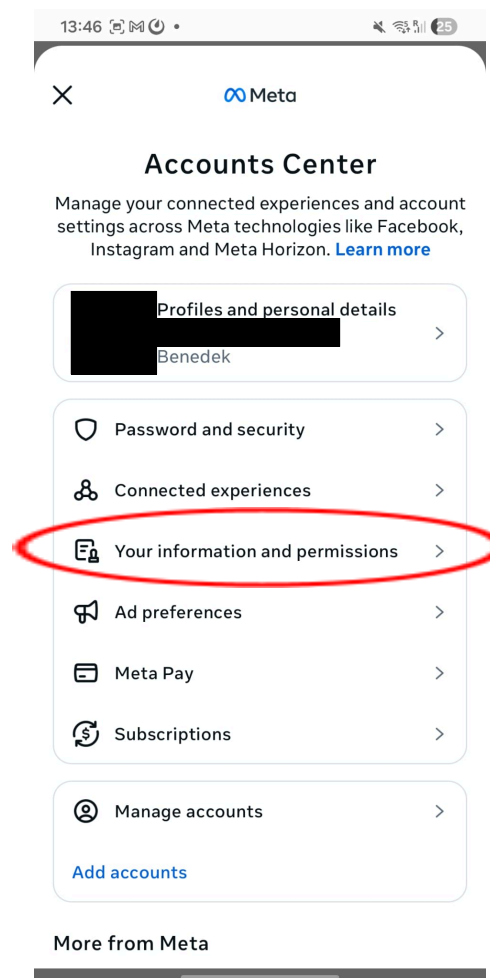 13:46
25
Meta
Accounts Center
Manage your connected experiences and account
settings across Meta technologies like Facebook,
Instagram and Meta Horizon. Learn more
Profiles and personal details
Benedek
Password and security
Connected experiences
Your information and permissions
Ad preferences
Meta Pay
Subscriptions
Manage accounts
Add accounts
More from Meta